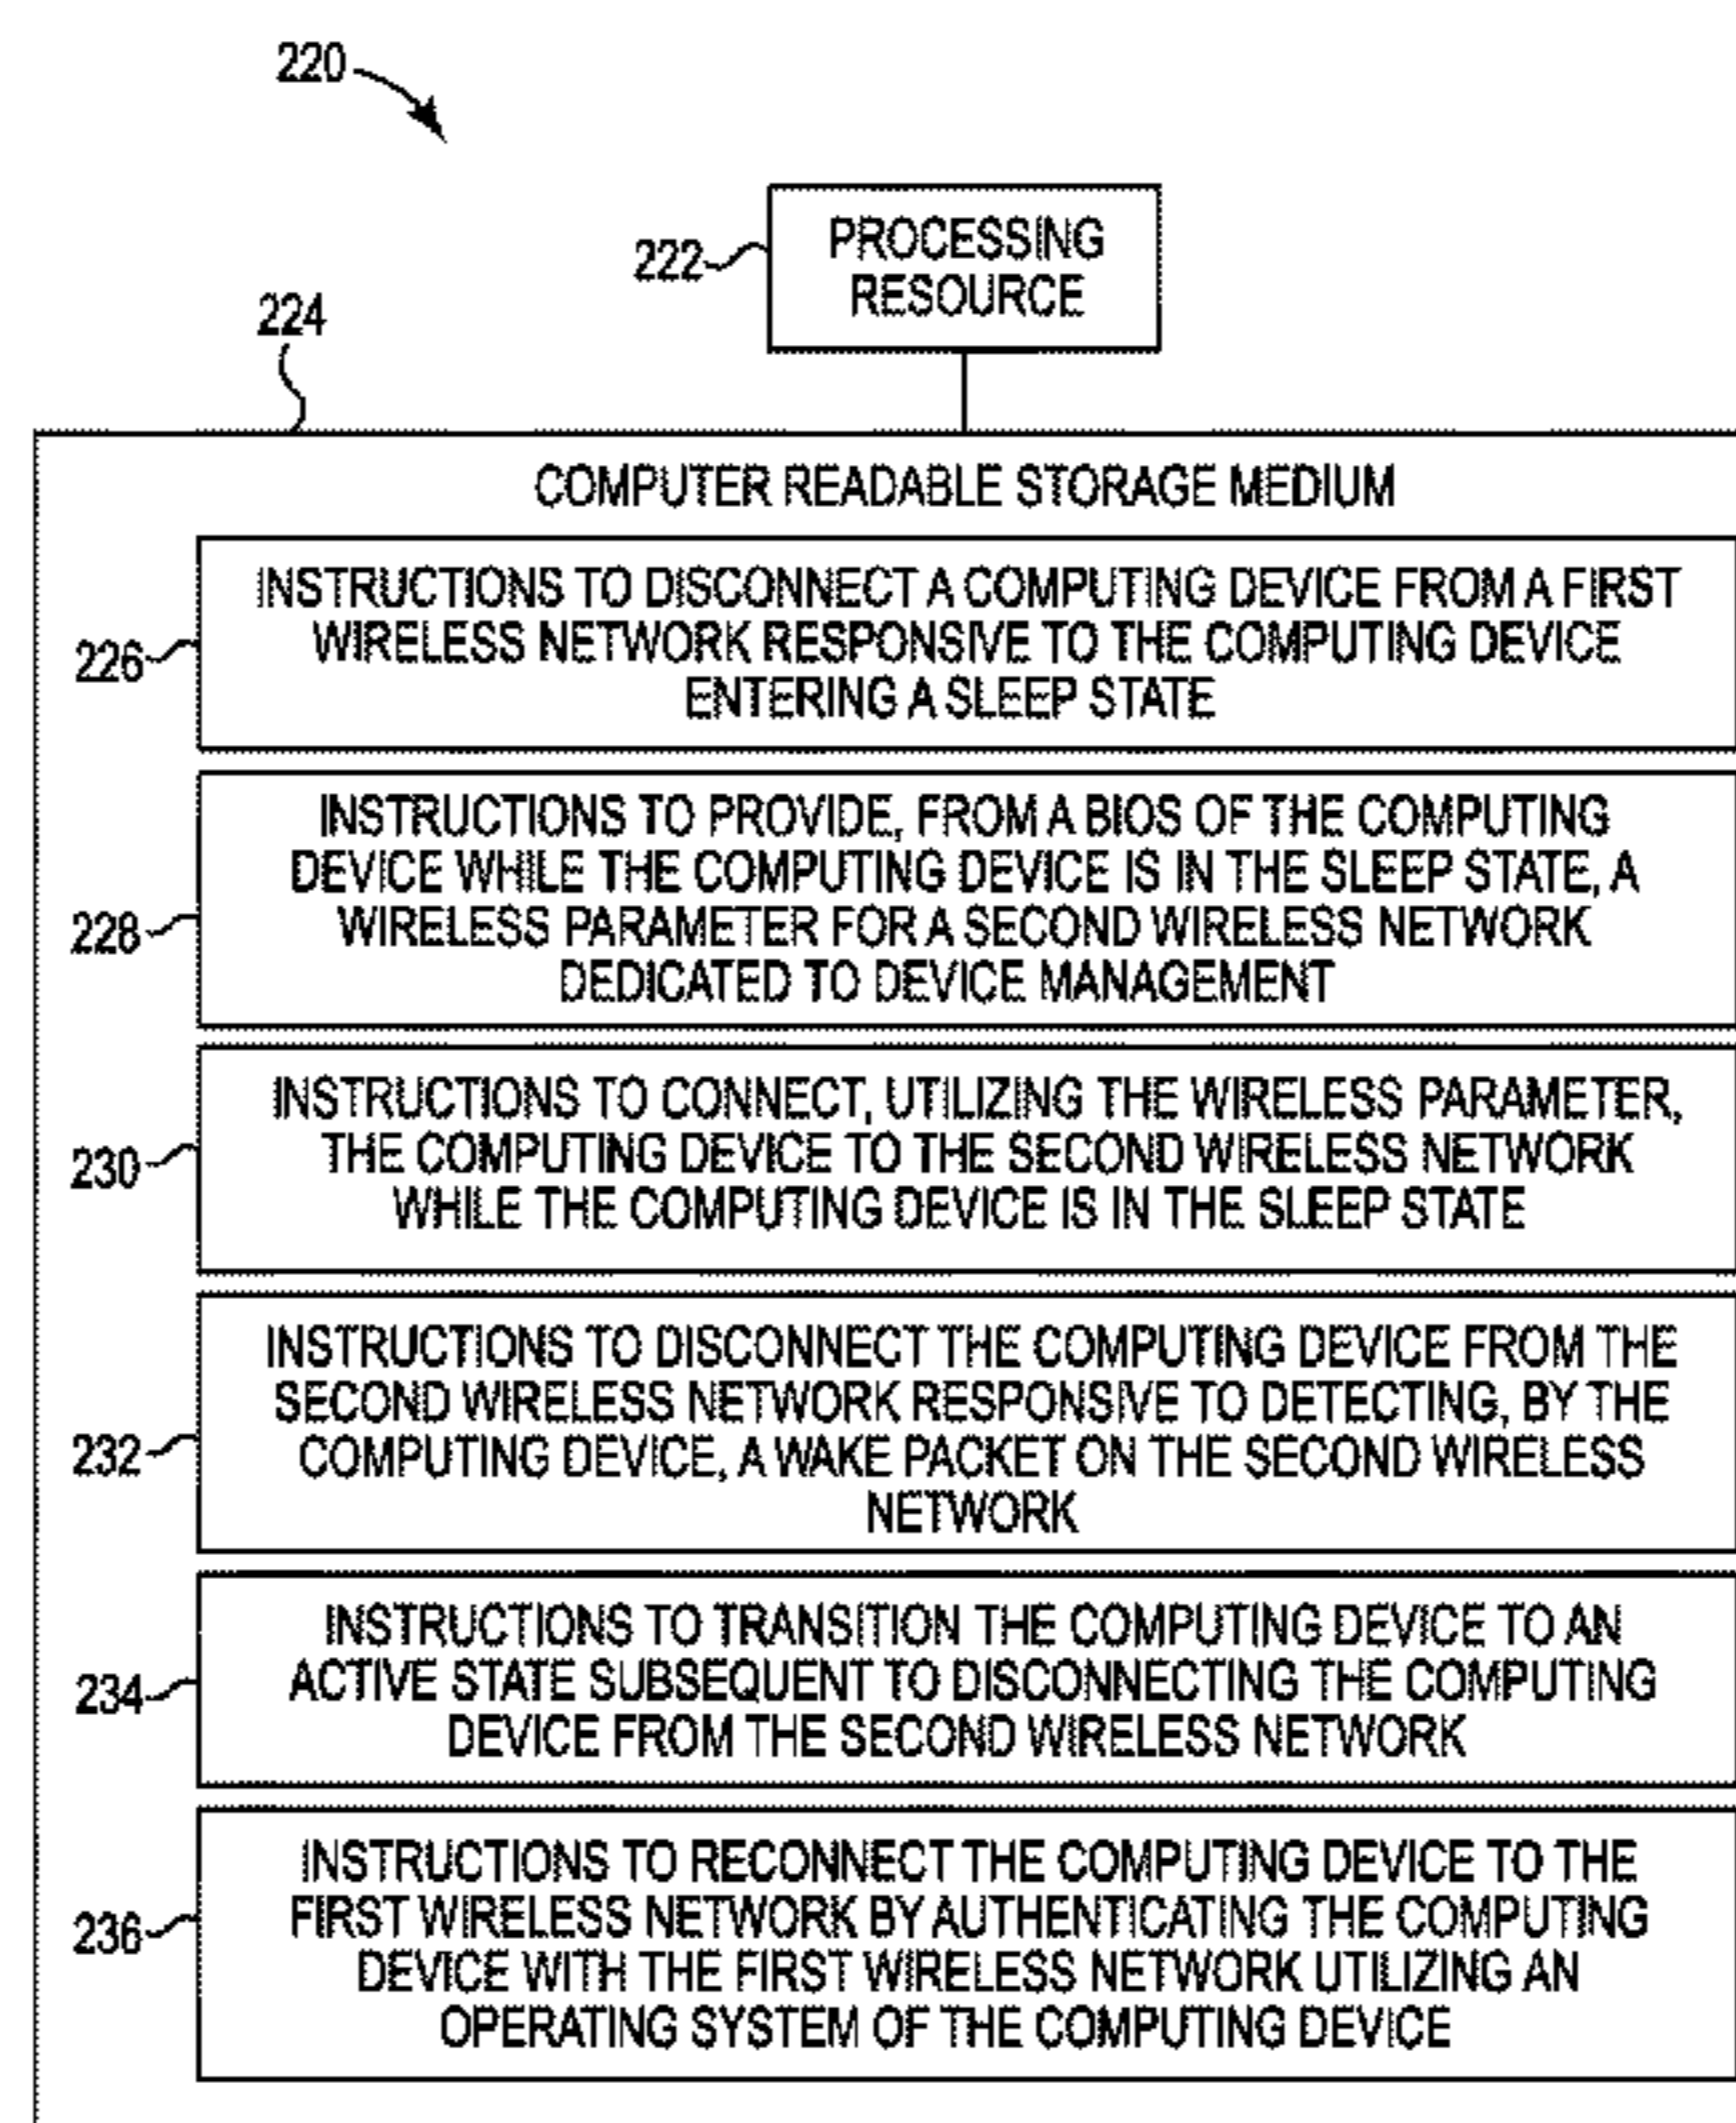 220
222
PROCESSING
RESOURCE
224
COMPUTER READABLE STORAGE MEDIUM
226
INSTRUCTIONS TO DISCONNECT A COMPUTING DEVICE FROM A FIRST
WIRELESS NETWORK RESPONSIVE TO THE COMPUTING DEVICE
ENTERING A SLEEP STATE
228
INSTRUCTIONS TO PROVIDE, FROM A BIOS OF THE COMPUTING
DEVICE WHILE THE COMPUTING DEVICE IS IN THE SLEEP STATE, A
WIRELESS PARAMETER FOR A SECOND WIRELESS NETWORK
DEDICATED TO DEVICE MANAGEMENT
230
INSTRUCTIONS TO CONNECT, UTILIZING THE WIRELESS PARAMETER,
THE COMPUTING DEVICE TO THE SECOND WIRELESS NETWORK
WHILE THE COMPUTING DEVICE IS IN THE SLEEP STATE
232
INSTRUCTIONS TO DISCONNECT THE COMPUTING DEVICE FROM THE
SECOND WIRELESS NETWORK RESPONSIVE TO DETECTING, BY THE
COMPUTING DEVICE, A WAKE PACKET ON THE SECOND WIRELESS
NETWORK
234
INSTRUCTIONS TO TRANSITION THE COMPUTING DEVICE TO AN
ACTIVE STATE SUBSEQUENT TO DISCONNECTING THE COMPUTING
DEVICE FROM THE SECOND WIRELESS NETWORK
236
INSTRUCTIONS TO RECONNECT THE COMPUTING DEVICE TO THE
FIRST WIRELESS NETWORK BY AUTHENTICATING THE COMPUTING
DEVICE WITH THE FIRST WIRELESS NETWORK UTILIZING AN
OPERATING SYSTEM OF THE COMPUTING DEVICE